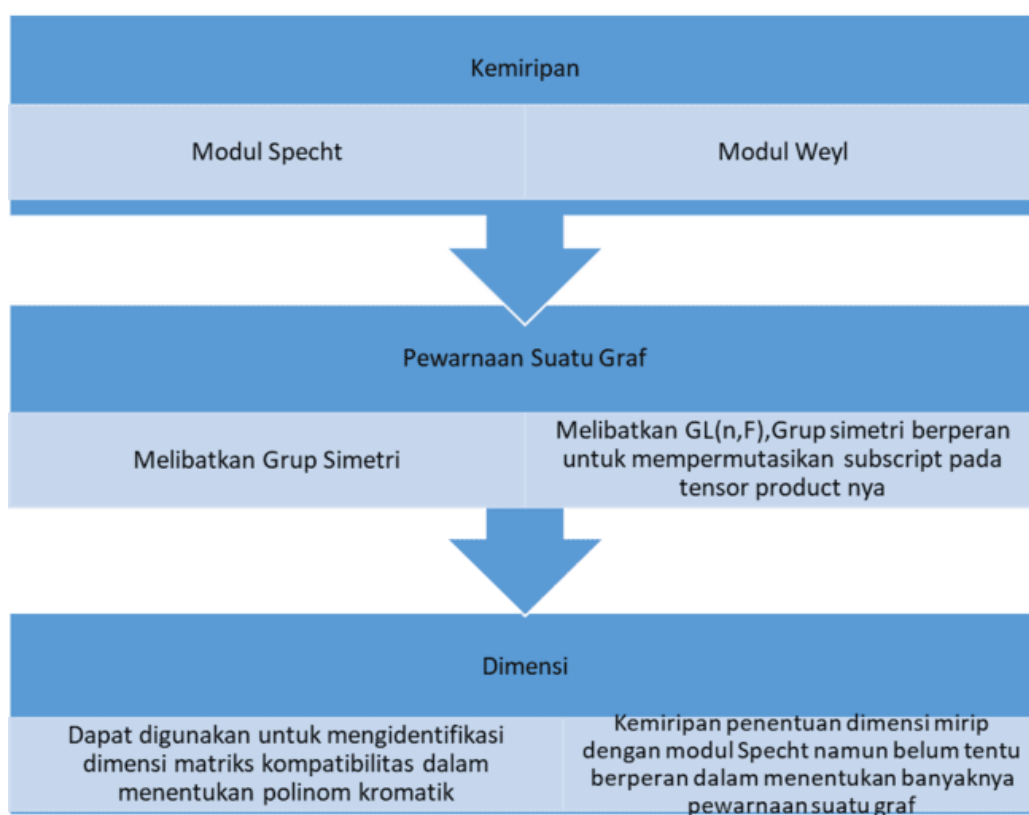 Kemiripan
Modul Specht
Modul Weyl
Pewarnaan Suatu Graf
Melibatkan Grup Simetri
Melibatkan GL(n,F),Grup simetri berperan
untuk mempermutasikan subscript pada
tensor product nya
Dimensi
Dapat digunakan untuk mengidentifikasi
dimensi matriks kompatibilitas dalam
menentukan polinom kromatik
Kemiripan penentuan dimensi mirip
dengan modul Specht namun belum tentu
berperan dalam menentukan banyaknya
pewarnaan suatu graf